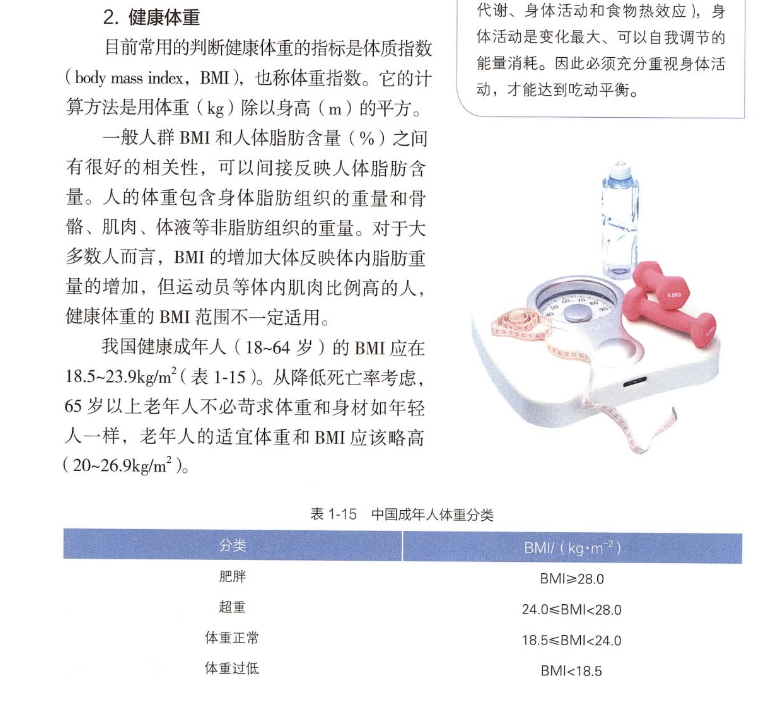 2. 健康体重
目前常用的判断健康体重的指标是体质指数
（body mass index，BMI），也称体重指数。它的计
算方法是用体重（kg）除以身高（m）的平方。
一般人群 BMI 和人体脂肪含量（%）之间
有很好的相关性，可以间接反映人体脂肪含
量。人的体重包含身体脂肪组织的重量和骨
骼、肌肉、体液等非脂肪组织的重量。对于大
多数人而言，BMI 的增加大体反映体内脂肪重
量的增加，但运动员等体内肌肉比例高的人，
健康体重的 BMI 范围不一定适用。
我国健康成年人（18~64 岁）的 BMI 应在
18.5~23.9kg/m²（表 1-15）。从降低死亡率考虑，
65 岁以上老年人不必苛求体重和身材如年轻
人一样，老年人的适宜体重和 BMI 应该略高
（20~26.9kg/m²）。
代谢、身体活动和食物热效应），身
体活动是变化最大、可以自我调节的
能量消耗。因此必须充分重视身体活
动，才能达到吃动平衡。
表 1-15 中国成年人体重分类
分类 BMI/（kg·m⁻²）
肥胖 BMI≥28.0
超重 24.0≤BMI<28.0
体重正常 18.5≤BMI<24.0
体重过低 BMI<18.5